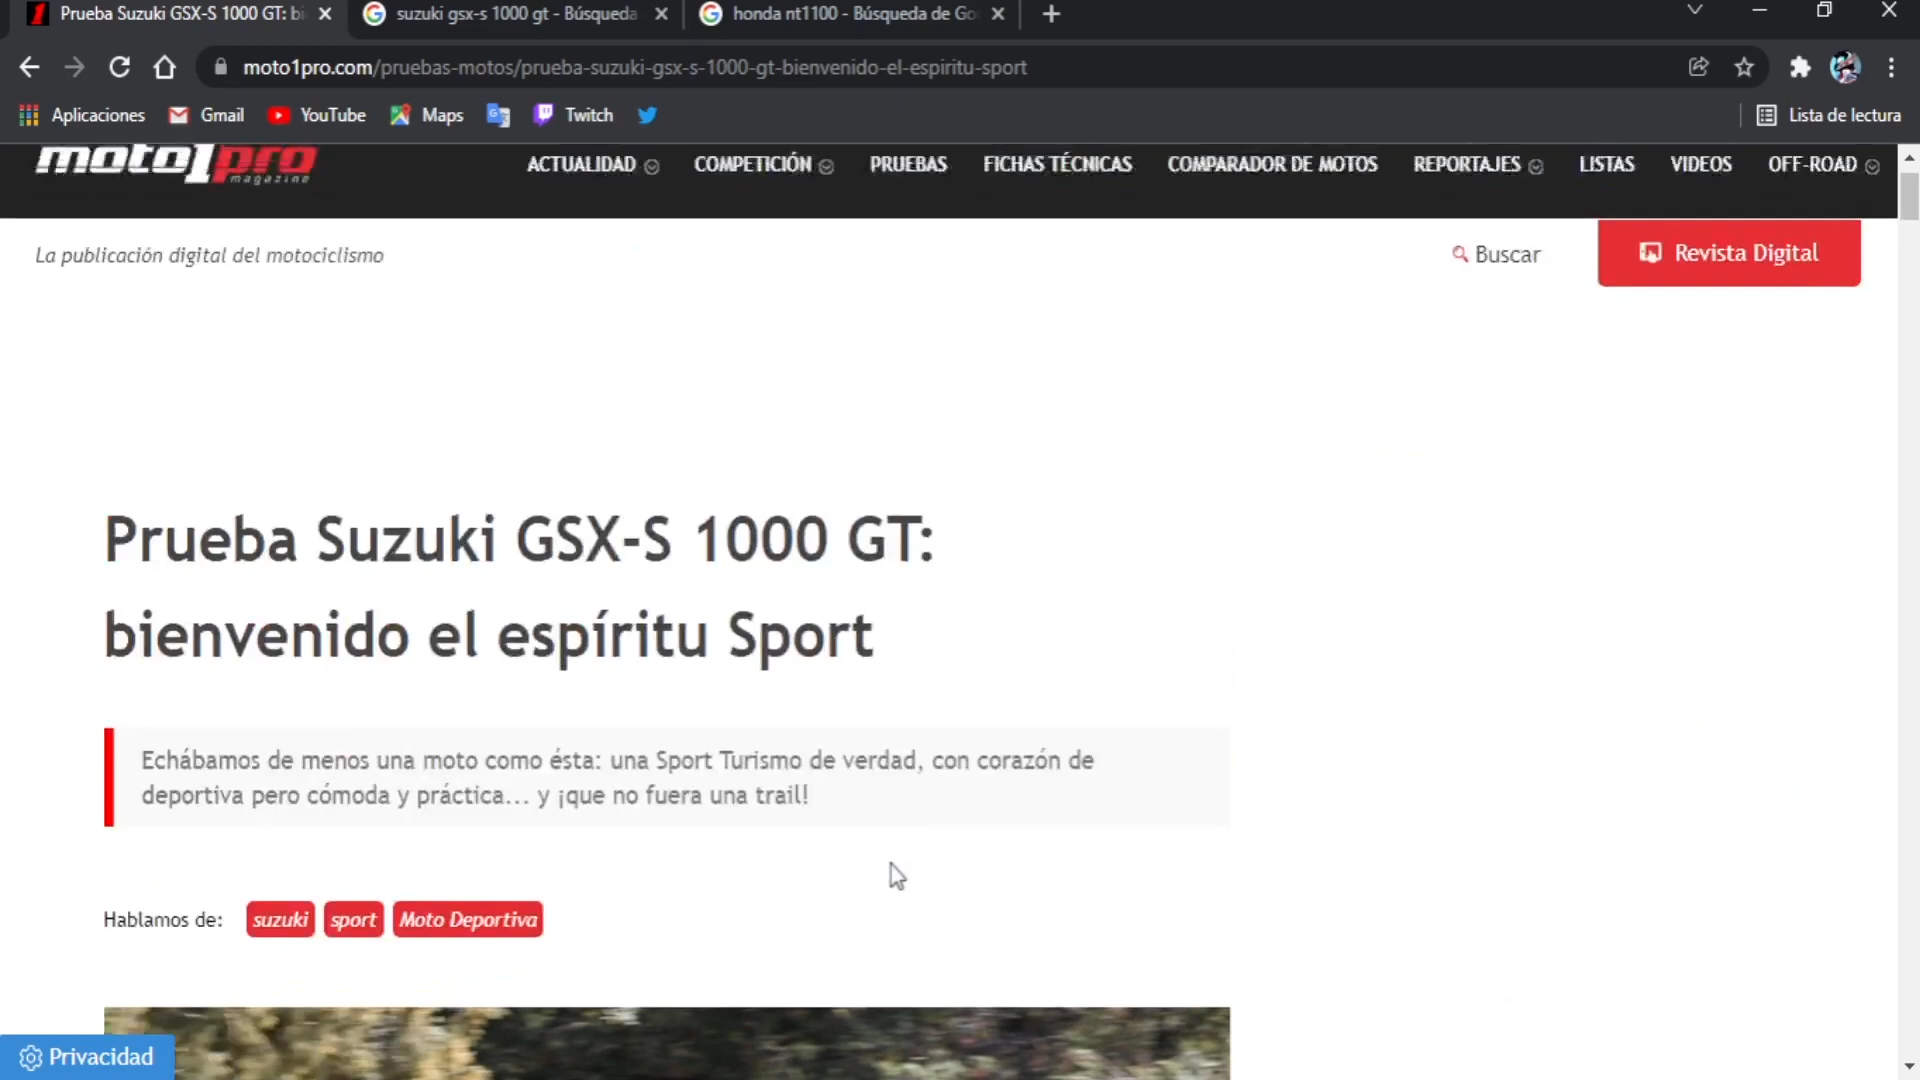 Prueba Suzuki GSX-S 1000 GT: bi
suzuki gsx-s 1000 gt - Búsqueda
honda nt1100 - Búsqueda de Go
moto1pro.com/pruebas-motos/prueba-suzuki-gsx-s-1000-gt-bienvenido-el-espiritu-sport
Aplicaciones Gmail YouTube Maps Twitch Lista de lectura
moto1pro
magazine
ACTUALIDAD COMPETICIÓN PRUEBAS FICHAS TÉCNICAS COMPARADOR DE MOTOS REPORTAJES LISTAS VIDEOS OFF-ROAD
La publicación digital del motociclismo
Buscar
Revista Digital
Prueba Suzuki GSX-S 1000 GT:
bienvenido el espíritu Sport
Echábamos de menos una moto como ésta: una Sport Turismo de verdad, con corazón de
deportiva pero cómoda y práctica... y ¡que no fuera una trail!
Hablamos de: suzuki sport Moto Deportiva
Privacidad